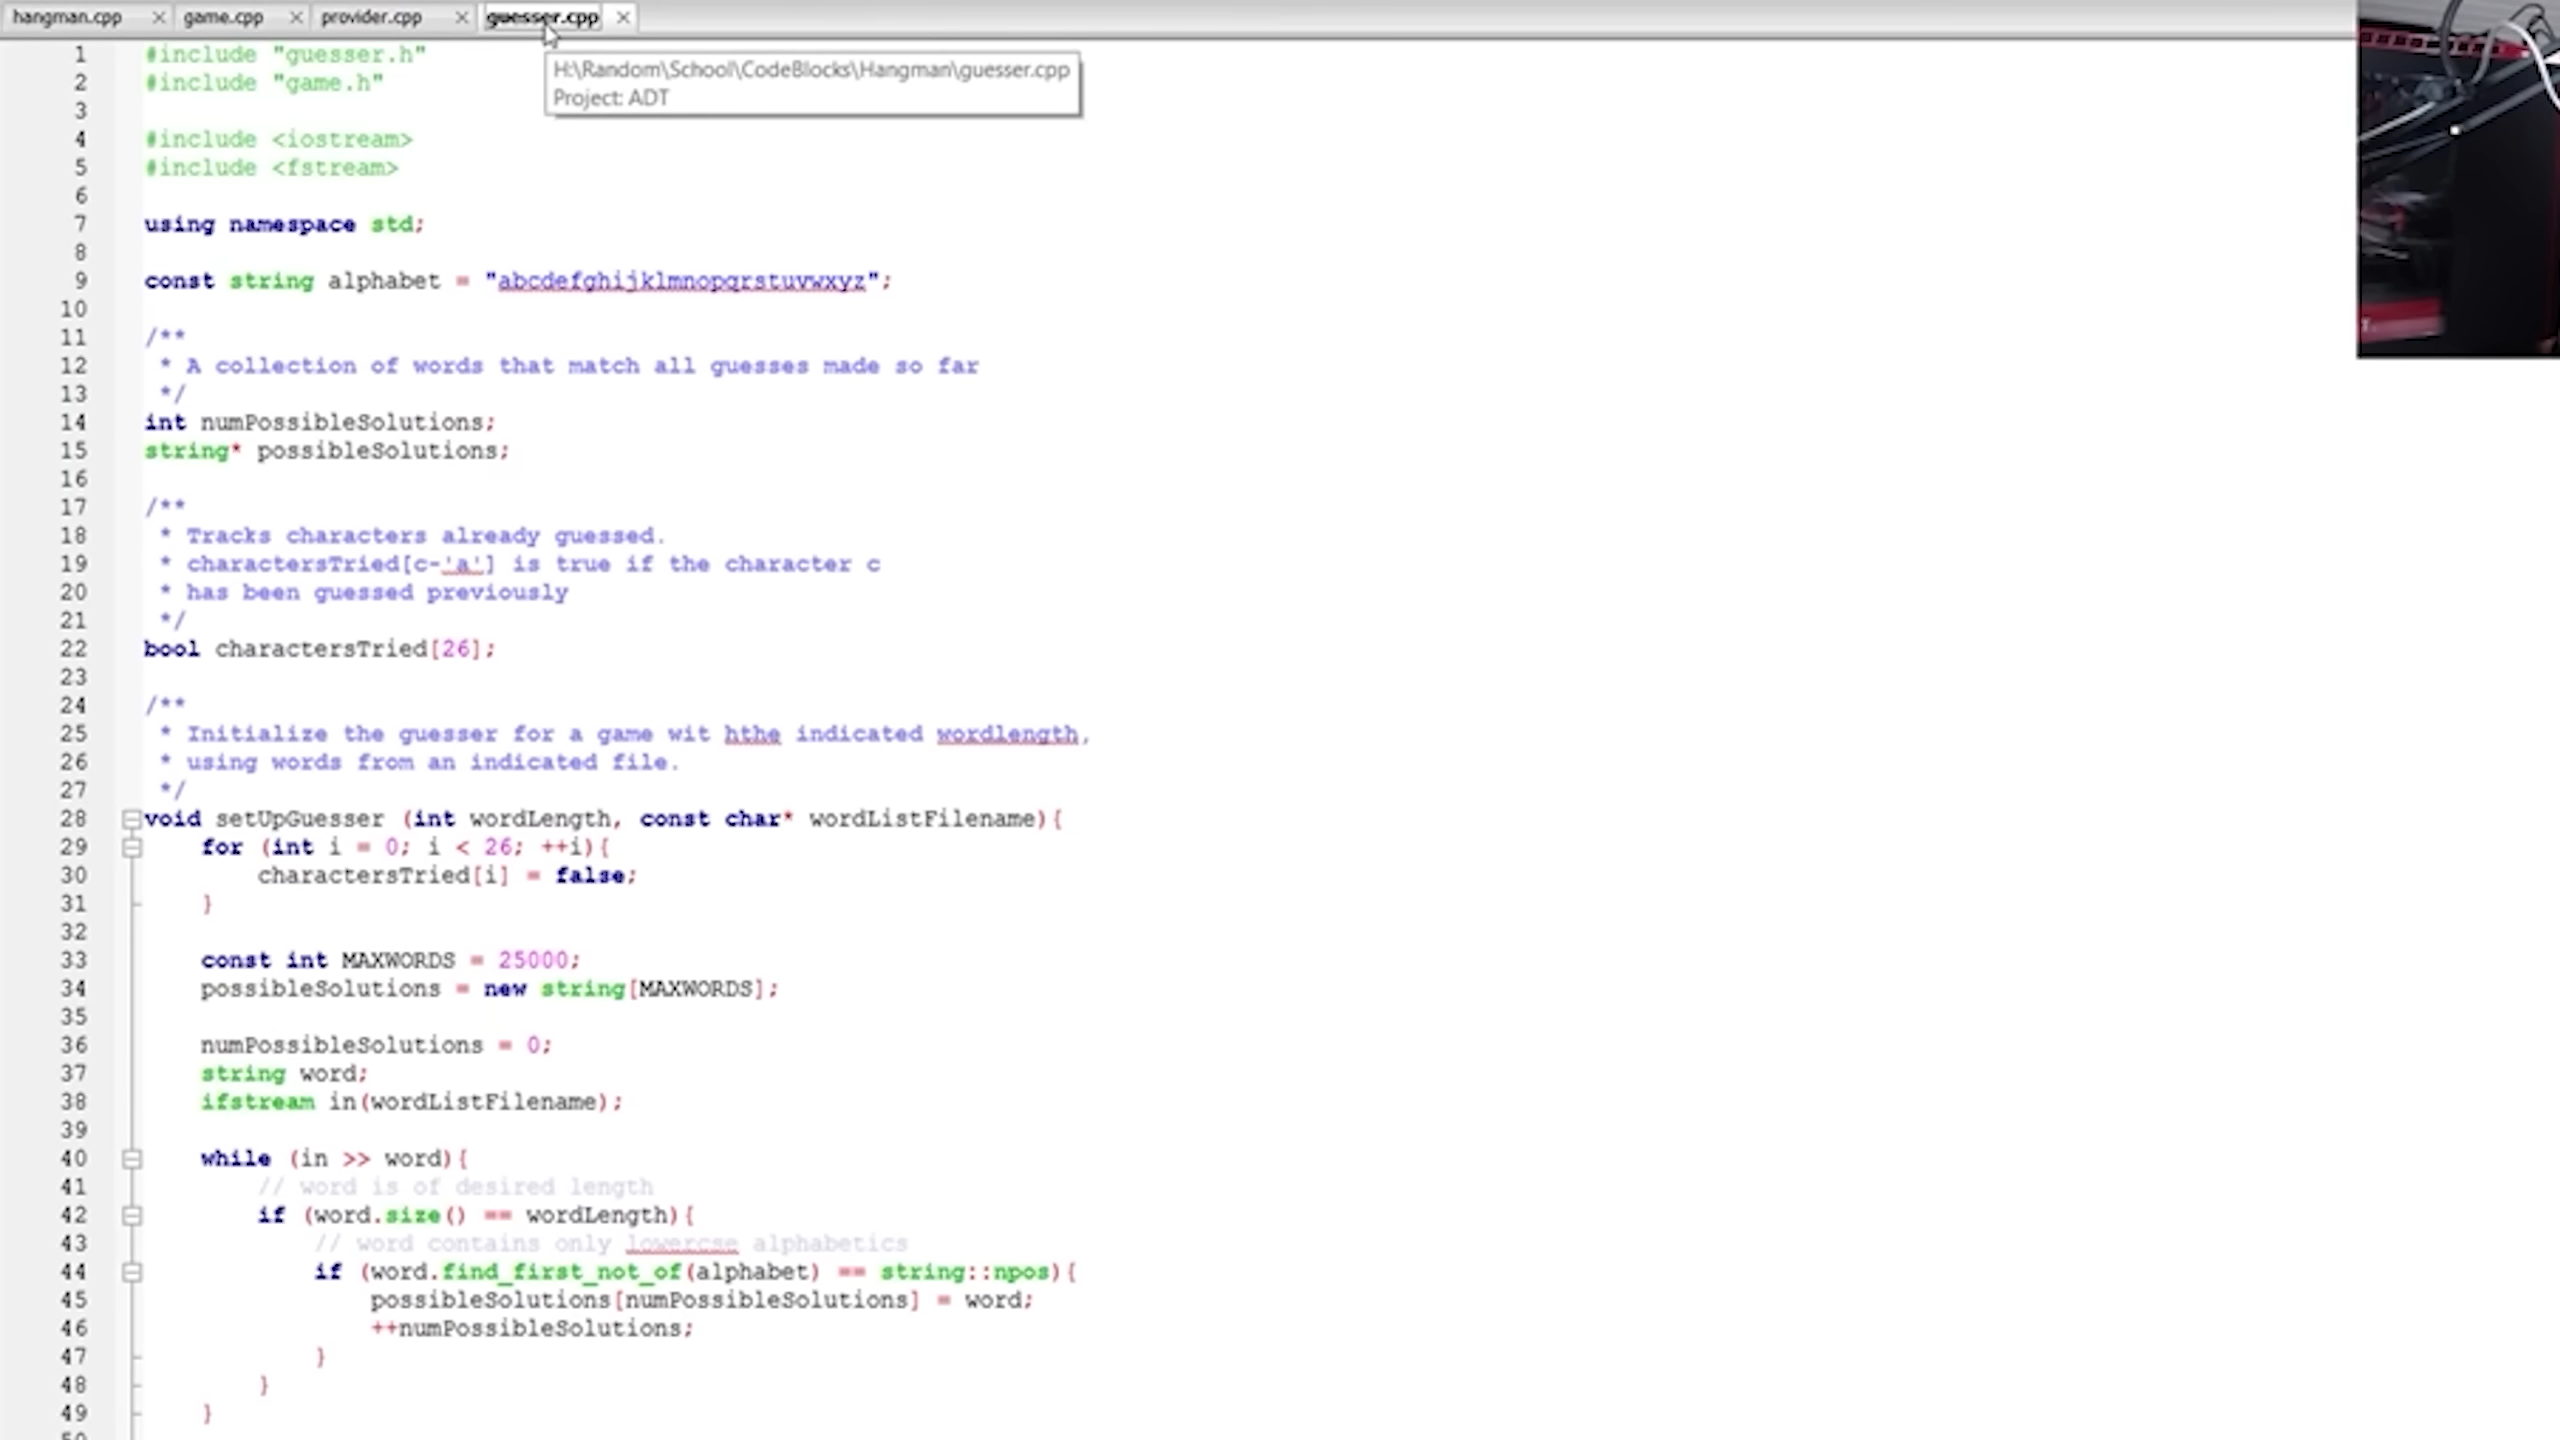 hangman.cpp game.cpp provider.cpp guesser.cpp
H:\Random\School\CodeBlocks\Hangman\guesser.cpp
Project: ADT
1 #include "guesser.h"
2 #include "game.h"
3
4 #include <iostream>
5 #include <fstream>
6
7 using namespace std;
8
9 const string alphabet = "abcdefghijklmnopqrstuvwxyz";
10
11 /**
12 * A collection of words that match all guesses made so far
13 */
14 int numPossibleSolutions;
15 string* possibleSolutions;
16
17 /**
18 * Tracks characters already guessed.
19 * charactersTried[c-'a'] is true if the character c
20 * has been guessed previously
21 */
22 bool charactersTried[26];
23
24 /**
25 * Initialize the guesser for a game wit hthe indicated wordlength,
26 * using words from an indicated file.
27 */
28 void setUpGuesser (int wordLength, const char* wordListFilename){
29 for (int i = 0; i < 26; ++i){
30 charactersTried[i] = false;
31 }
32
33 const int MAXWORDS = 25000;
34 possibleSolutions = new string[MAXWORDS];
35
36 numPossibleSolutions = 0;
37 string word;
38 ifstream in(wordListFilename);
39
40 while (in >> word){
41 // word is of desired length
42 if (word.size() == wordLength){
43 // word contains only lowercse alphabetics
44 if (word.find_first_not_of(alphabet) == string::npos){
45 possibleSolutions[numPossibleSolutions] = word;
46 ++numPossibleSolutions;
47 }
48 }
49 }